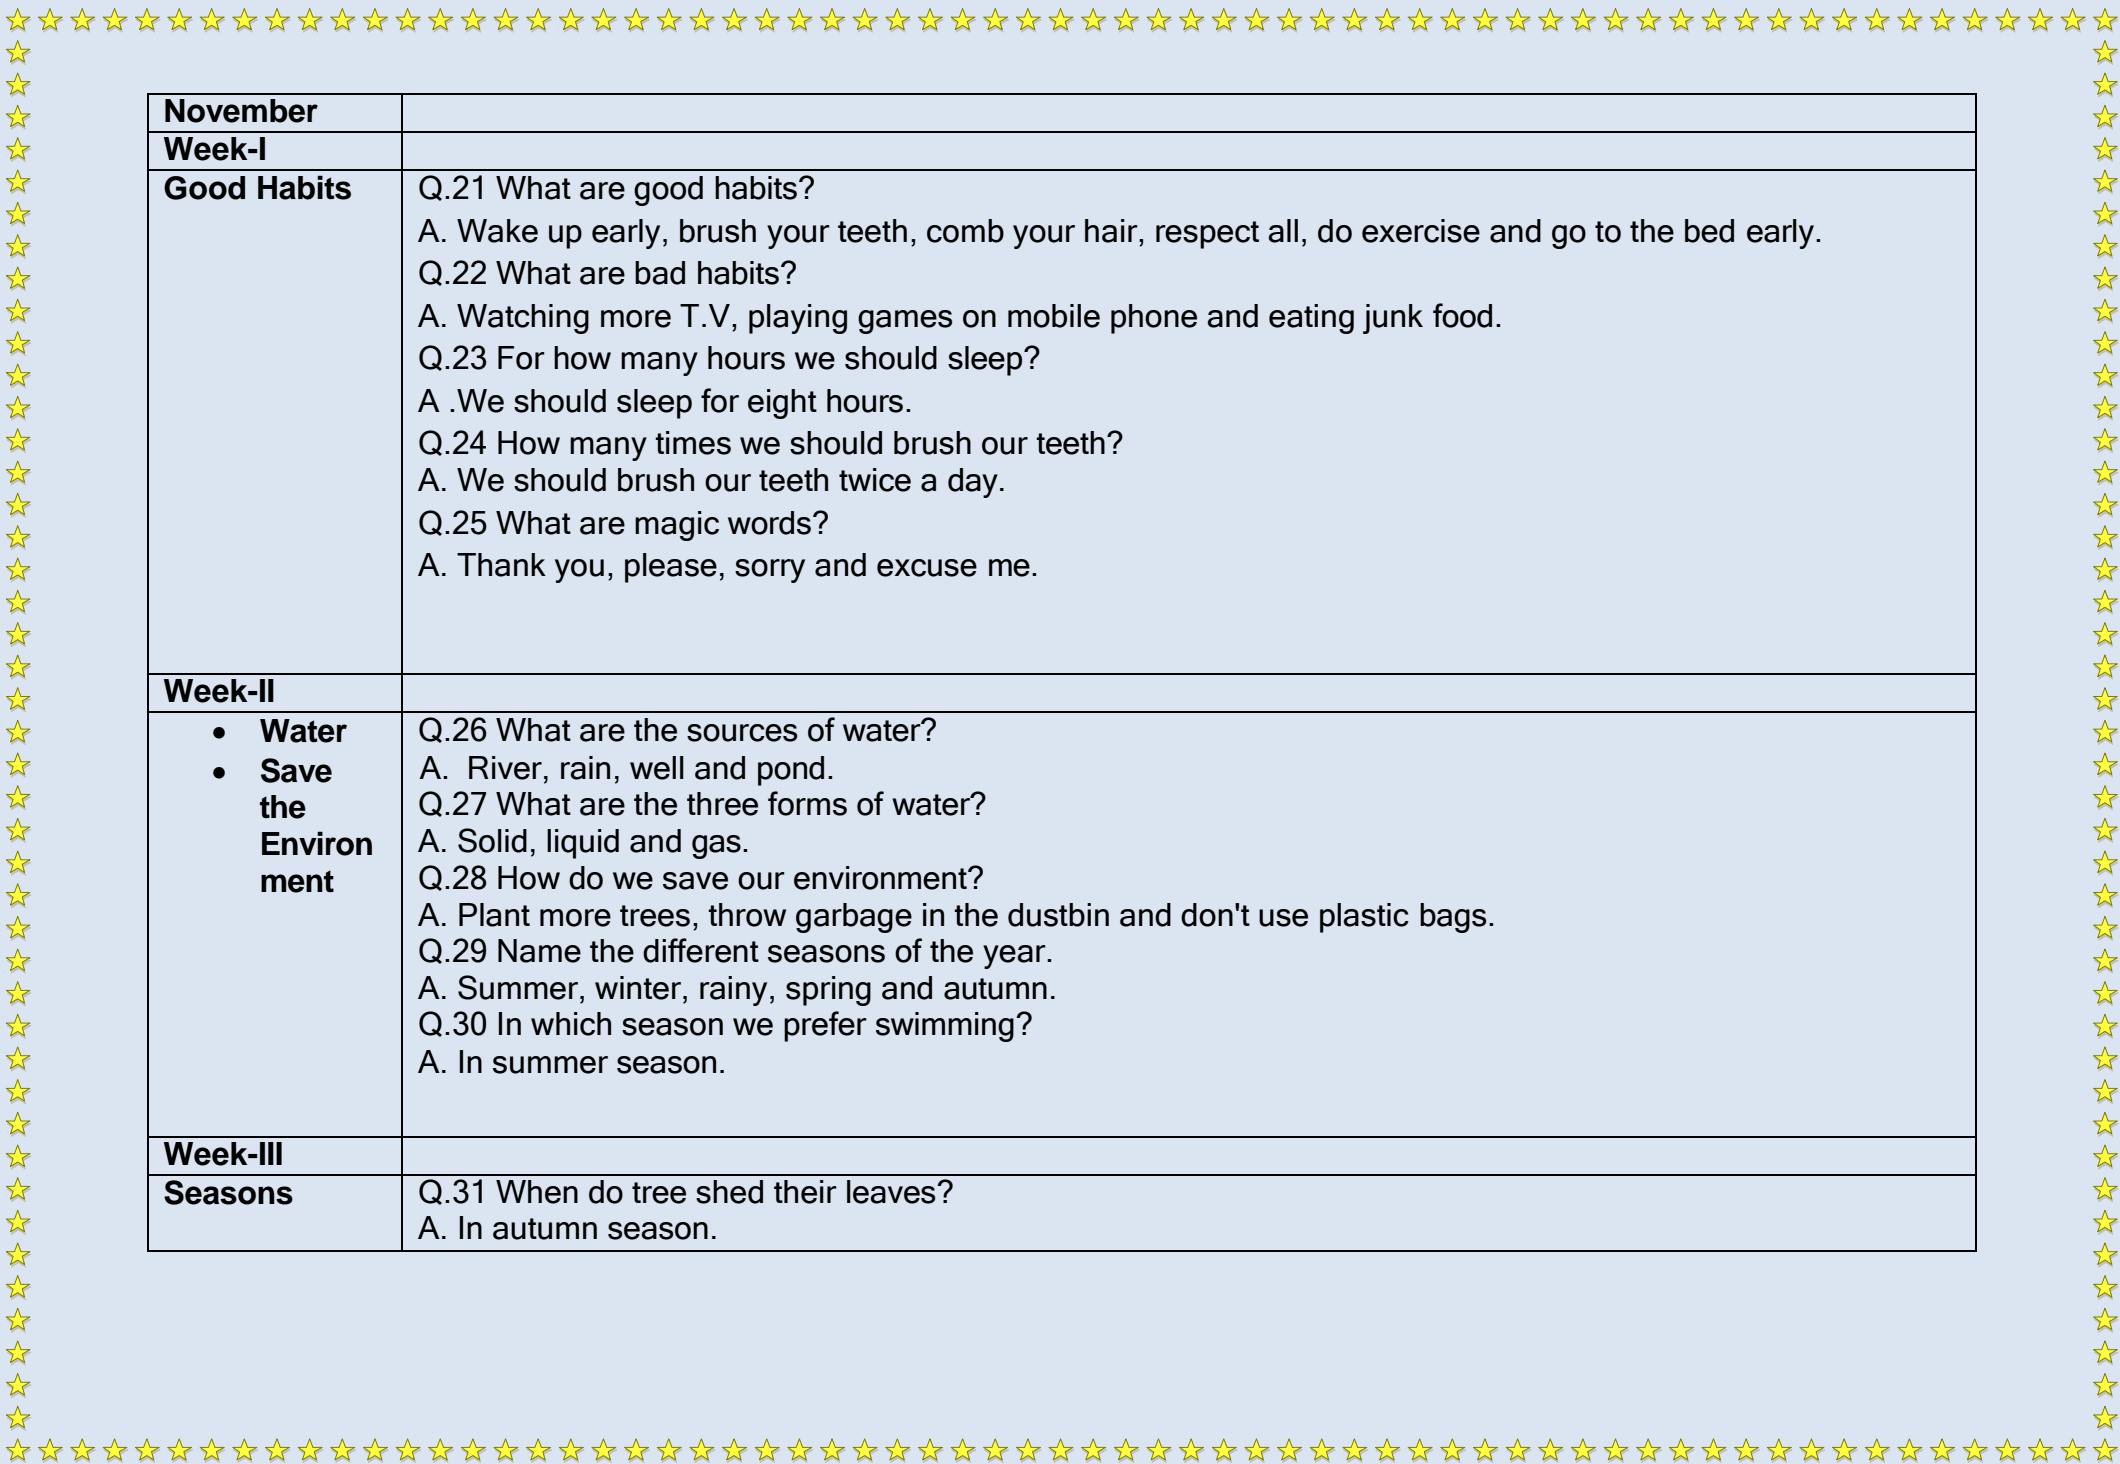 November
Week-I
Good Habits
Q.21 What are good habits?
A. Wake up early, brush your teeth, comb your hair, respect all, do exercise and go to the bed early.
Q.22 What are bad habits?
A. Watching more T.V, playing games on mobile phone and eating junk food.
Q.23 For how many hours we should sleep?
A .We should sleep for eight hours.
Q.24 How many times we should brush our teeth?
A. We should brush our teeth twice a day.
Q.25 What are magic words?
A. Thank you, please, sorry and excuse me.
Week-II
• Water
• Save
the
Environ
ment
Q.26 What are the sources of water?
A.  River, rain, well and pond.
Q.27 What are the three forms of water?
A. Solid, liquid and gas.
Q.28 How do we save our environment?
A. Plant more trees, throw garbage in the dustbin and don't use plastic bags.
Q.29 Name the different seasons of the year.
A. Summer, winter, rainy, spring and autumn.
Q.30 In which season we prefer swimming?
A. In summer season.
Week-III
Seasons
Q.31 When do tree shed their leaves?
A. In autumn season.